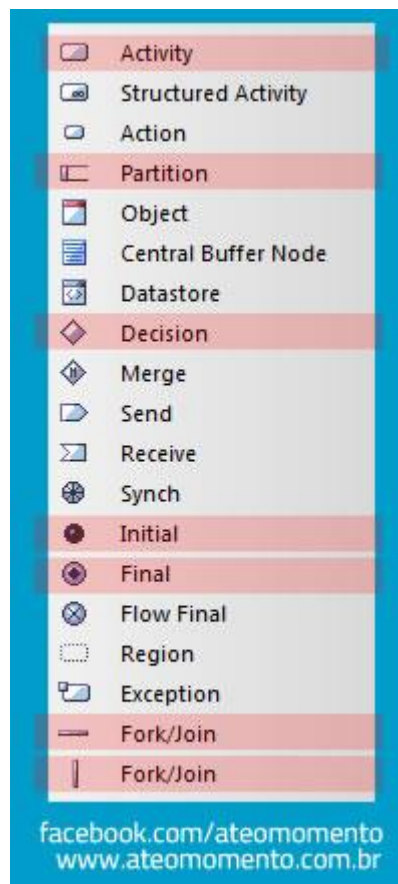 Activity
Structured Activity
Action
Partition
Object
Central Buffer Node
Datastore
Decision
Merge
Send
Receive
Synch
Initial
Final
Flow Final
Region
Exception
Fork/Join
Fork/Join
facebook.com/ateomomento
www.ateomomento.com.br